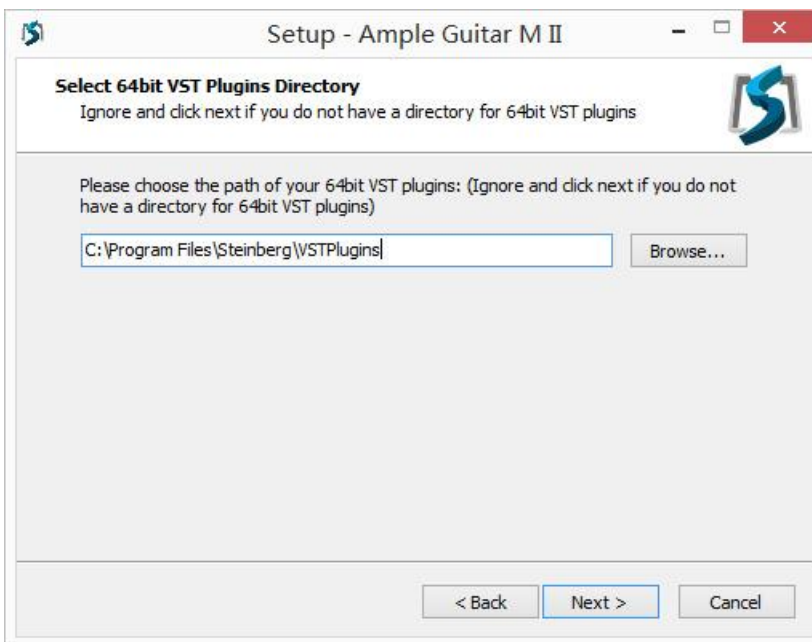 Setup - Ample Guitar M II
Select 64bit VST Plugins Directory
Ignore and click next if you do not have a directory for 64bit VST plugins
Please choose the path of your 64bit VST plugins: (Ignore and click next if you do not
have a directory for 64bit VST plugins)
C:\Program Files\Steinberg\VSTPlugins
Browse...
< Back
Next >
Cancel